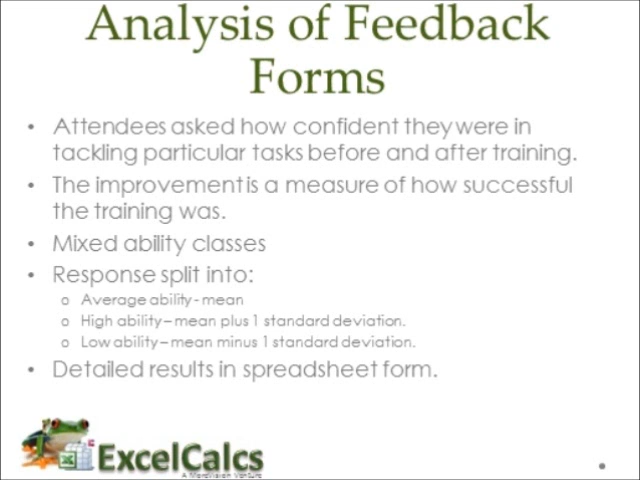 Analysis of Feedback
Forms
• Attendees asked how confident they were in
tackling particular tasks before and after training.
• The improvement is a measure of how successful
the training was.
• Mixed ability classes
• Response split into:
o Average ability - mean
o High ability – mean plus 1 standard deviation.
o Low ability – mean minus 1 standard deviation.
• Detailed results in spreadsheet form.
ExcelCalcs
A MoreVision Venture